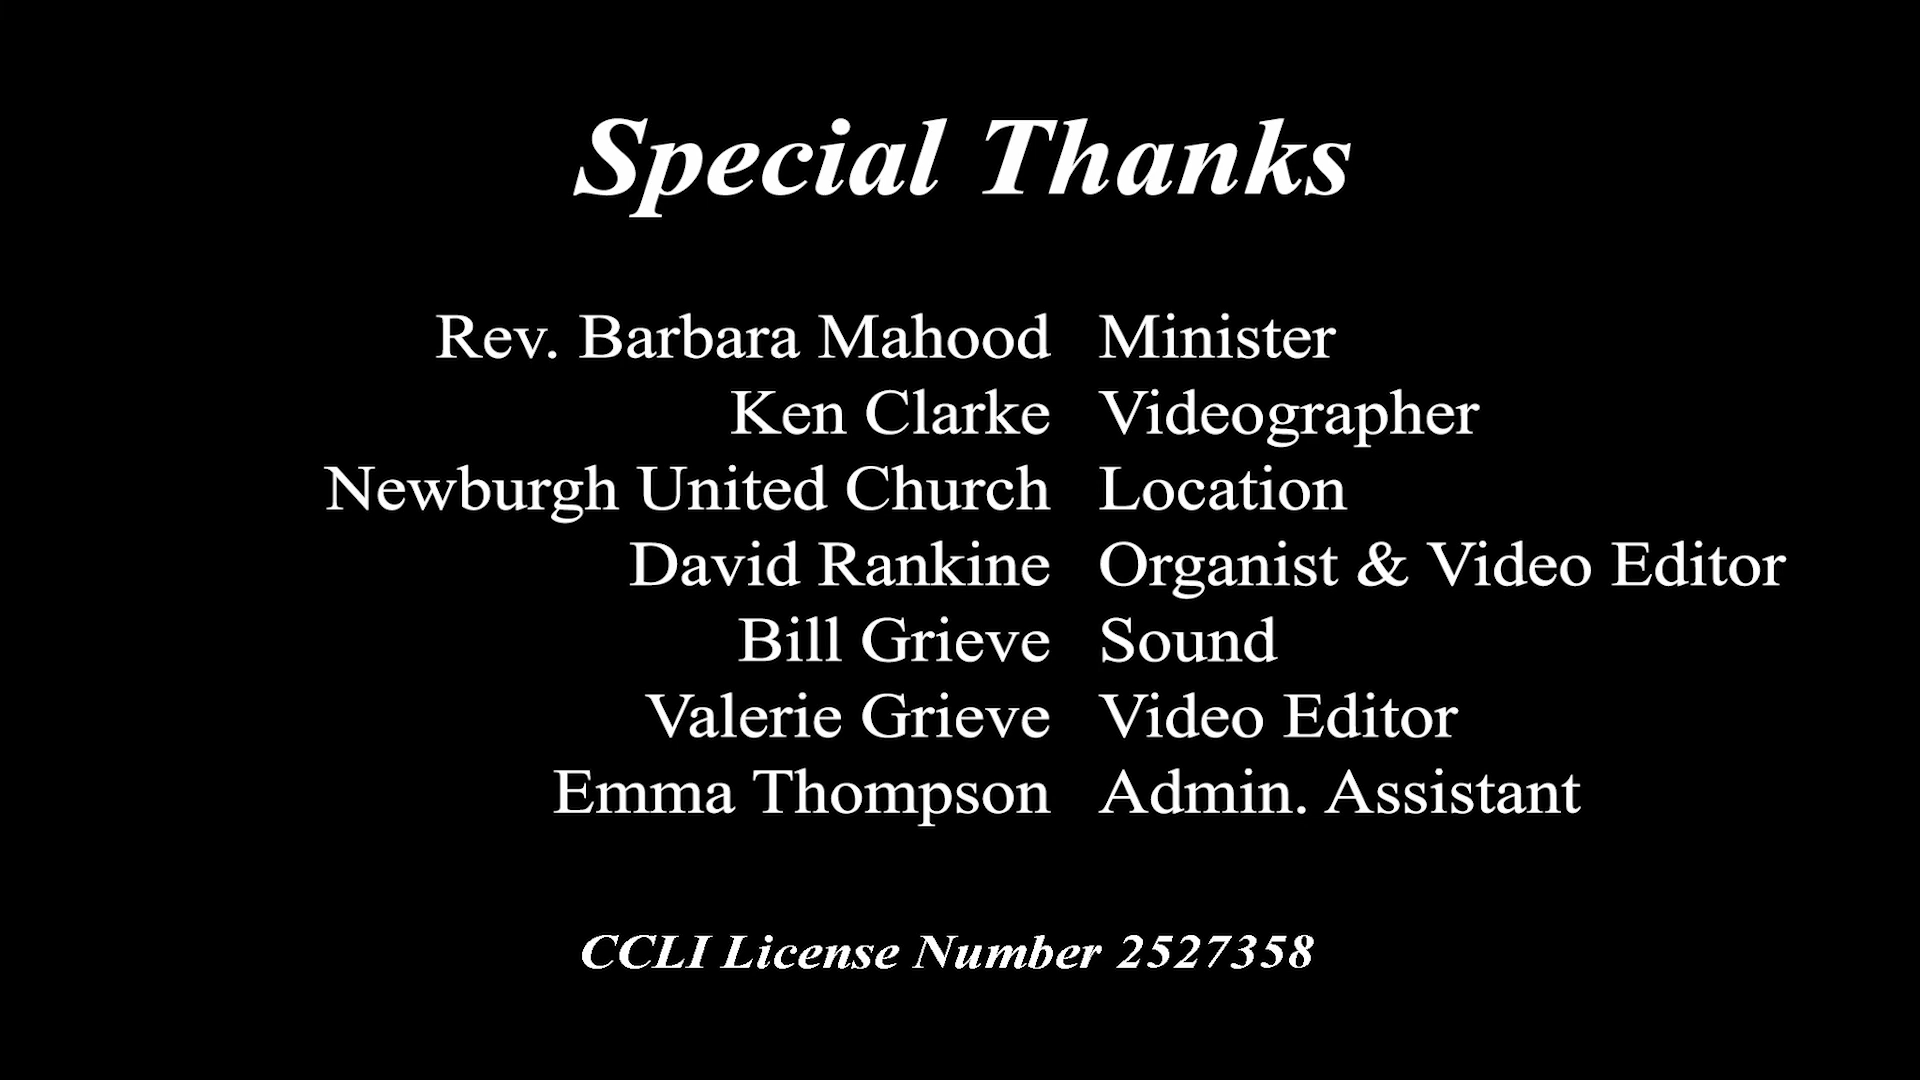 Special Thanks
Rev. Barbara Mahood Minister
Ken Clarke Videographer
Newburgh United Church Location
David Rankine Organist & Video Editor
Bill Grieve Sound
Valerie Grieve Video Editor
Emma Thompson Admin. Assistant
CCLI License Number 2527358